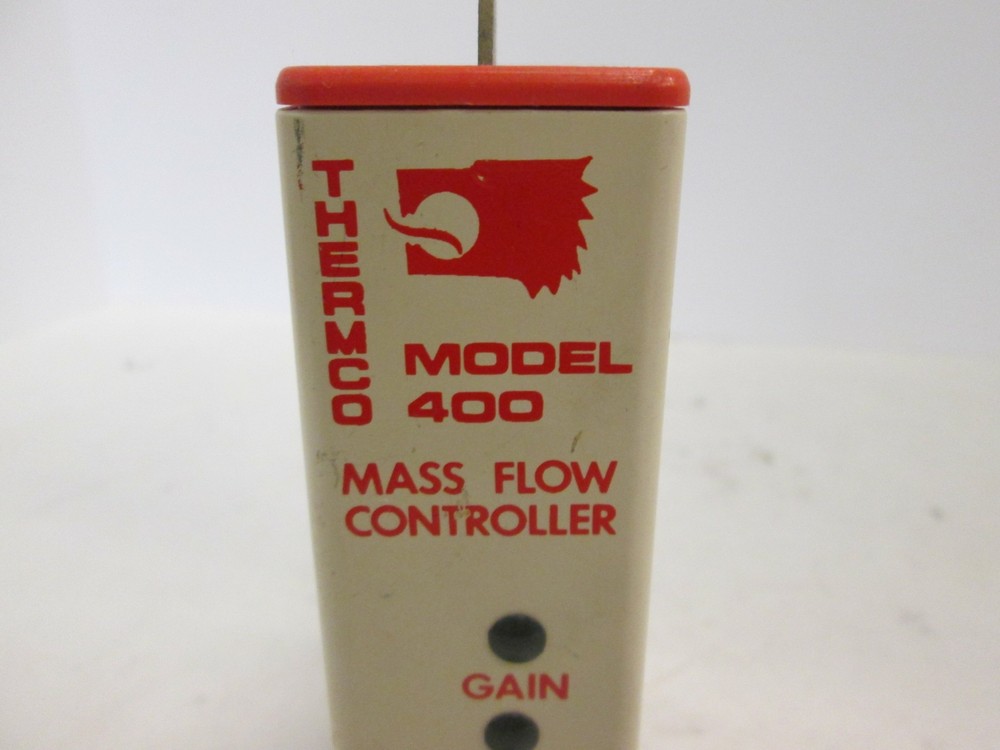 THERMCO
MODEL
400
MASS FLOW
CONTROLLER
GAIN